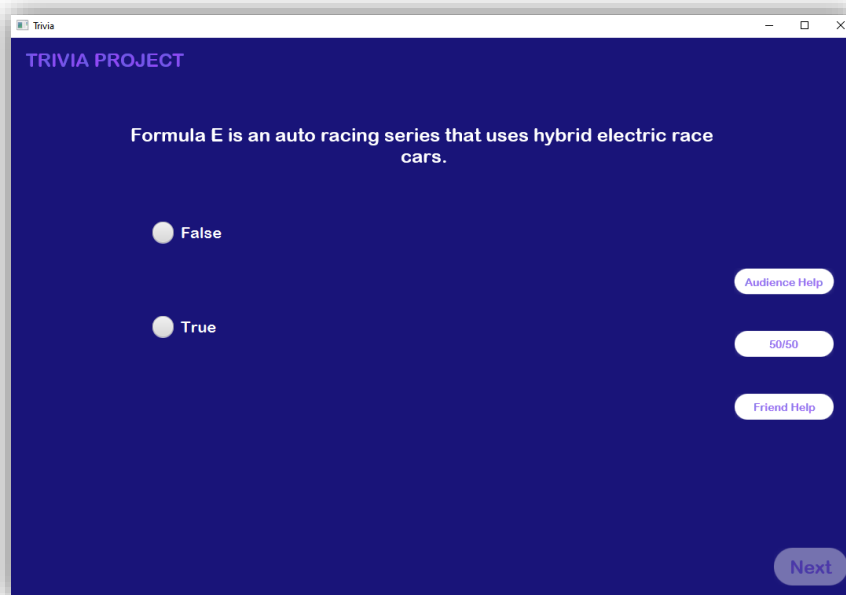 Trivia
TRIVIA PROJECT
Formula E is an auto racing series that uses hybrid electric race
cars.
False
Audience Help
True
50/50
Friend Help
Next